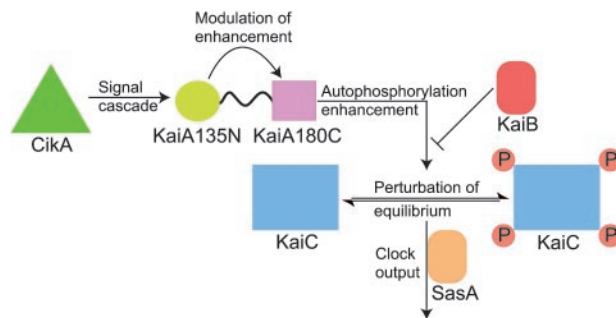 Modulation of
enhancement
Signal
cascade
Autophosphorylation
enhancement
CikA
KaiA135N
KaiA180C
KaiB
P
P
Perturbation of
equilibrium
KaiC
P
P
KaiC
Clock
output
SasA